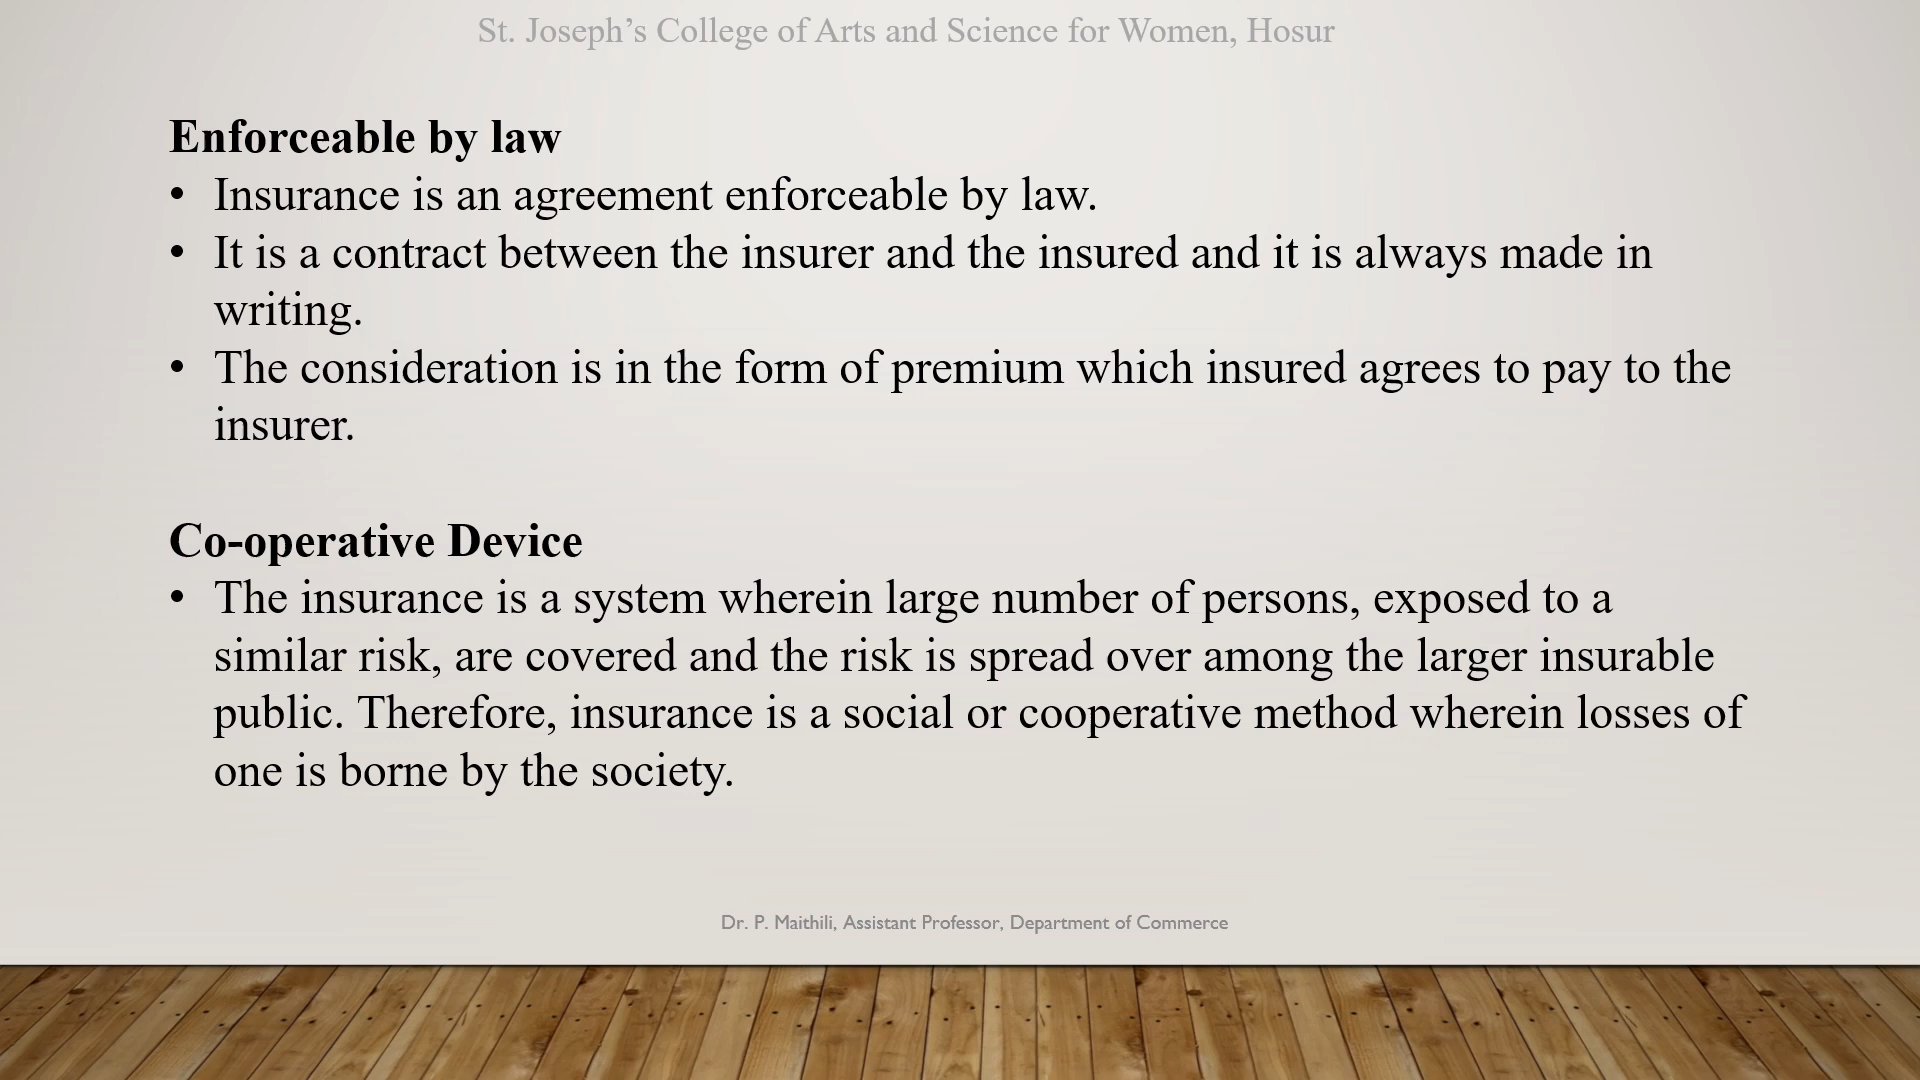 St. Joseph’s College of Arts and Science for Women, Hosur
Enforceable by law
• Insurance is an agreement enforceable by law.
• It is a contract between the insurer and the insured and it is always made in
writing.
• The consideration is in the form of premium which insured agrees to pay to the
insurer.
Co-operative Device
• The insurance is a system wherein large number of persons, exposed to a
similar risk, are covered and the risk is spread over among the larger insurable
public. Therefore, insurance is a social or cooperative method wherein losses of
one is borne by the society.
Dr. P. Maithili, Assistant Professor, Department of Commerce